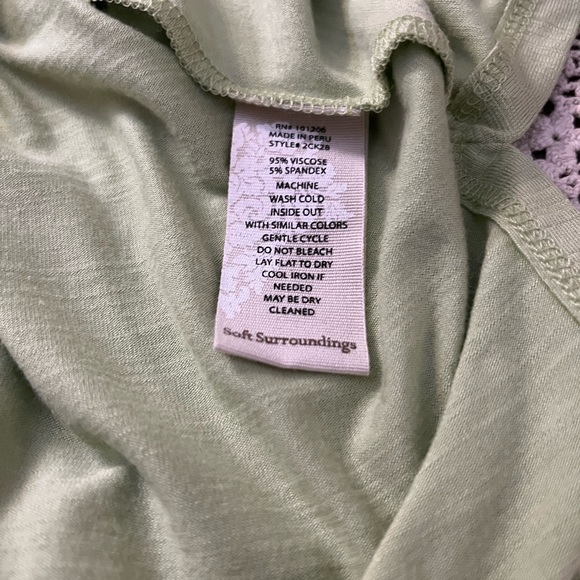 RN# 101206
MADE IN PERU
STYLE# 2CK28
95% VISCOSE
5% SPANDEX
MACHINE
WASH COLD
INSIDE OUT
WITH SIMILAR COLORS
GENTLE CYCLE
DO NOT BLEACH
LAY FLAT TO DRY
COOL IRON IF
NEEDED
MAY BE DRY
CLEANED
Soft Surroundings